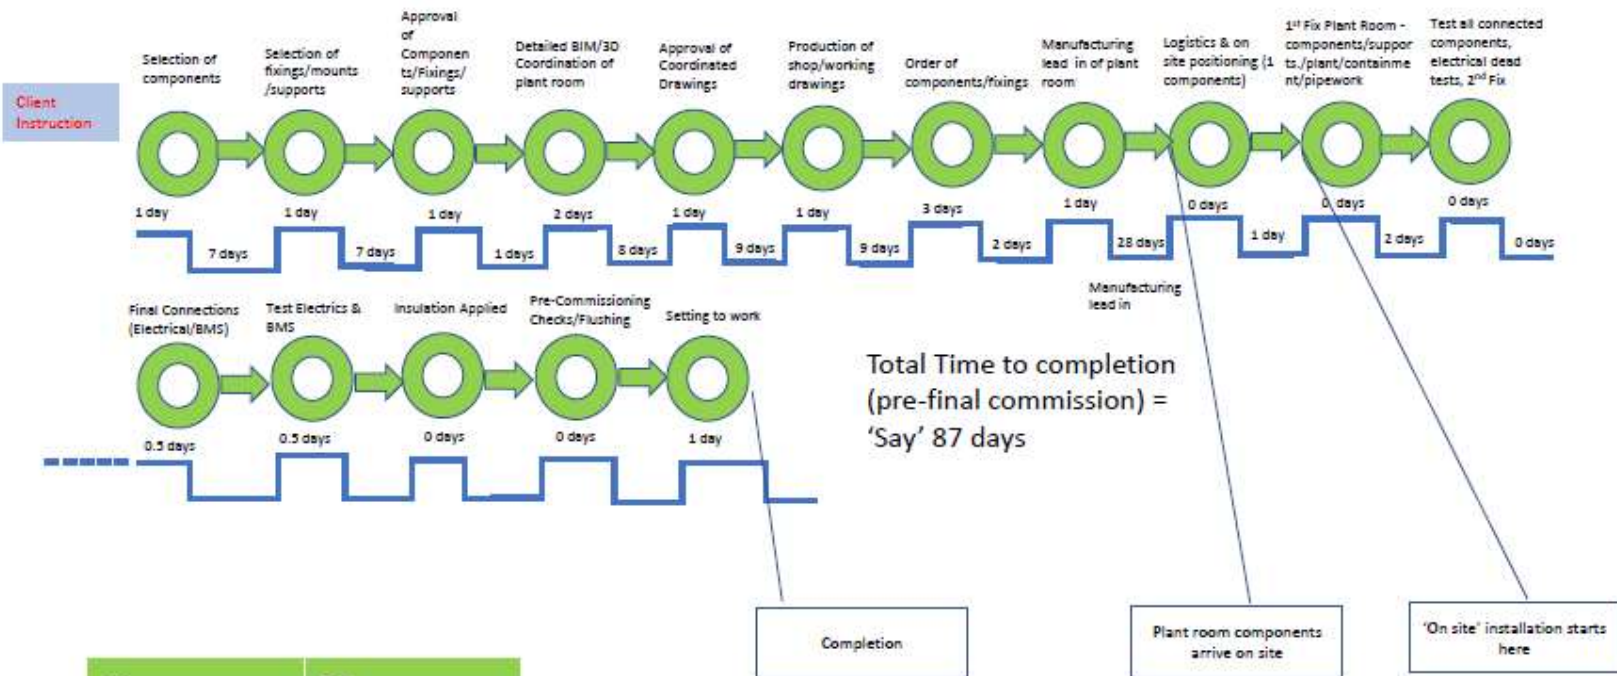 Client
Instruction
Selection of
components
Selection of
fixings/mounts
/supports
Approval
of
Componen
ts/Fixings/
supports
Detailed BIM/3D
Coordination of
plant room
Approval of
Coordinated
Drawings
Production of
shop/working
drawings
Order of
components/fixings
Manufacturing
lead in of plant
room
Logistics & on
site positioning (1
components)
1st Fix Plant Room -
components/suppor
ts./plant/containme
nt/pipework
Test all connected
components,
electrical dead
tests, 2nd Fix
1 day
1 day
1 day
2 days
1 day
1 day
3 days
1 day
0 days
0 days
0 days
7 days
7 days
1 days
8 days
9 days
9 days
2 days
28 days
1 day
2 days
0 days
Manufacturing
lead in
Final Connections
(Electrical/BMS)
Test Electrics &
BMS
Insulation Applied
Pre-Commissioning
Checks/Flushing
Setting to work
0.5 days
0.5 days
0 days
0 days
1 day
Total Time to completion
(pre-final commission) =
'Say' 87 days
Completion
Plant room components
arrive on site
'On site' installation starts
here